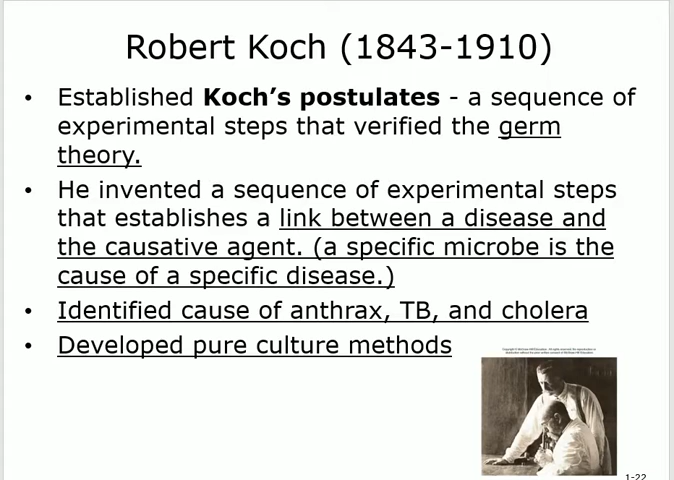 Robert Koch (1843-1910)
• Established Koch's postulates - a sequence of
experimental steps that verified the germ
theory.
• He invented a sequence of experimental steps
that establishes a link between a disease and
the causative agent. (a specific microbe is the
cause of a specific disease.)
• Identified cause of anthrax, TB, and cholera
• Developed pure culture methods
1-22